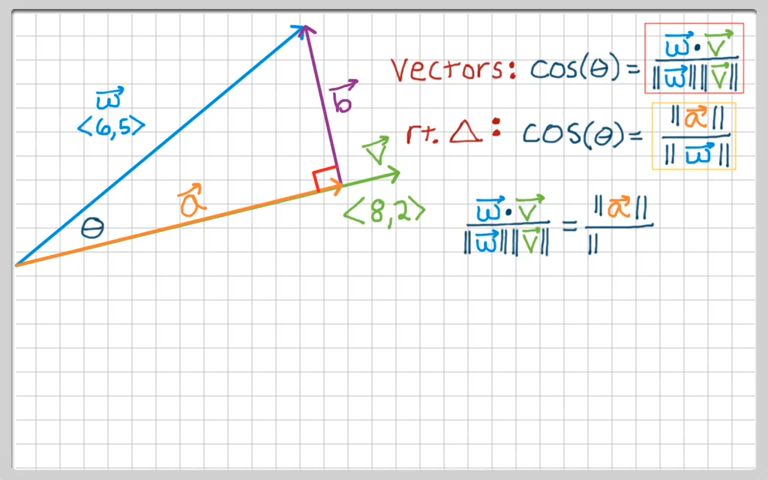 w⃗
<6,5>
θ
a⃗
b⃗
v⃗
<8,2>
vectors: cos(θ) = w⃗ · v⃗ / ‖w⃗‖‖v⃗‖
rt. △: cos(θ) = ‖a⃗‖ / ‖w⃗‖
w⃗ · v⃗ / ‖w⃗‖‖v⃗‖ = ‖a⃗‖ / ‖